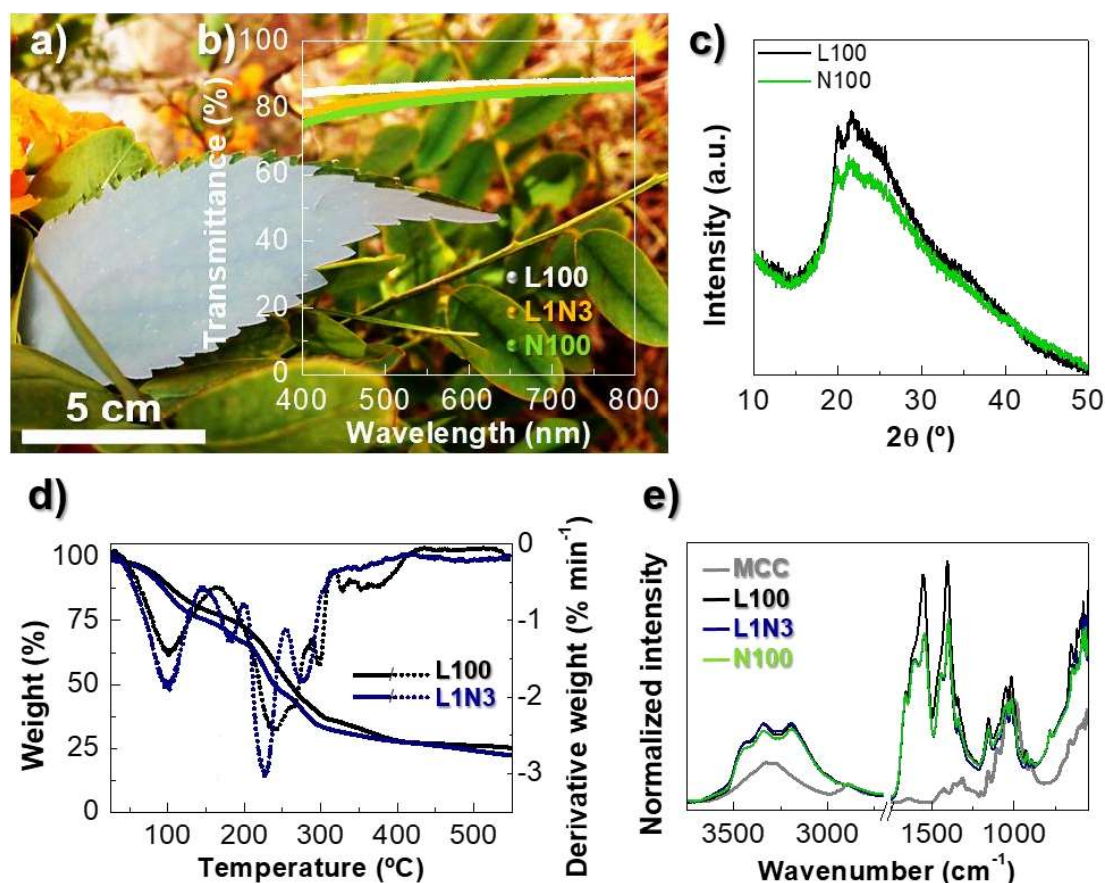 a)
b)
100
80
60
40
20
0
Transmittance (%)
L100
L1N3
N100
400 500 600 700 800
Wavelength (nm)
5 cm
c)
L100
N100
Intensity (a.u.)
10 20 30 40 50
2θ (º)
d)
100
75
50
25
0
Weight (%)
L100
L1N3
0
-1
-2
-3
Derivative weight (% min⁻¹)
100 200 300 400 500
Temperature (ºC)
e)
MCC
L100
L1N3
N100
Normalized intensity
3500 3000 1500 1000
Wavenumber (cm⁻¹)